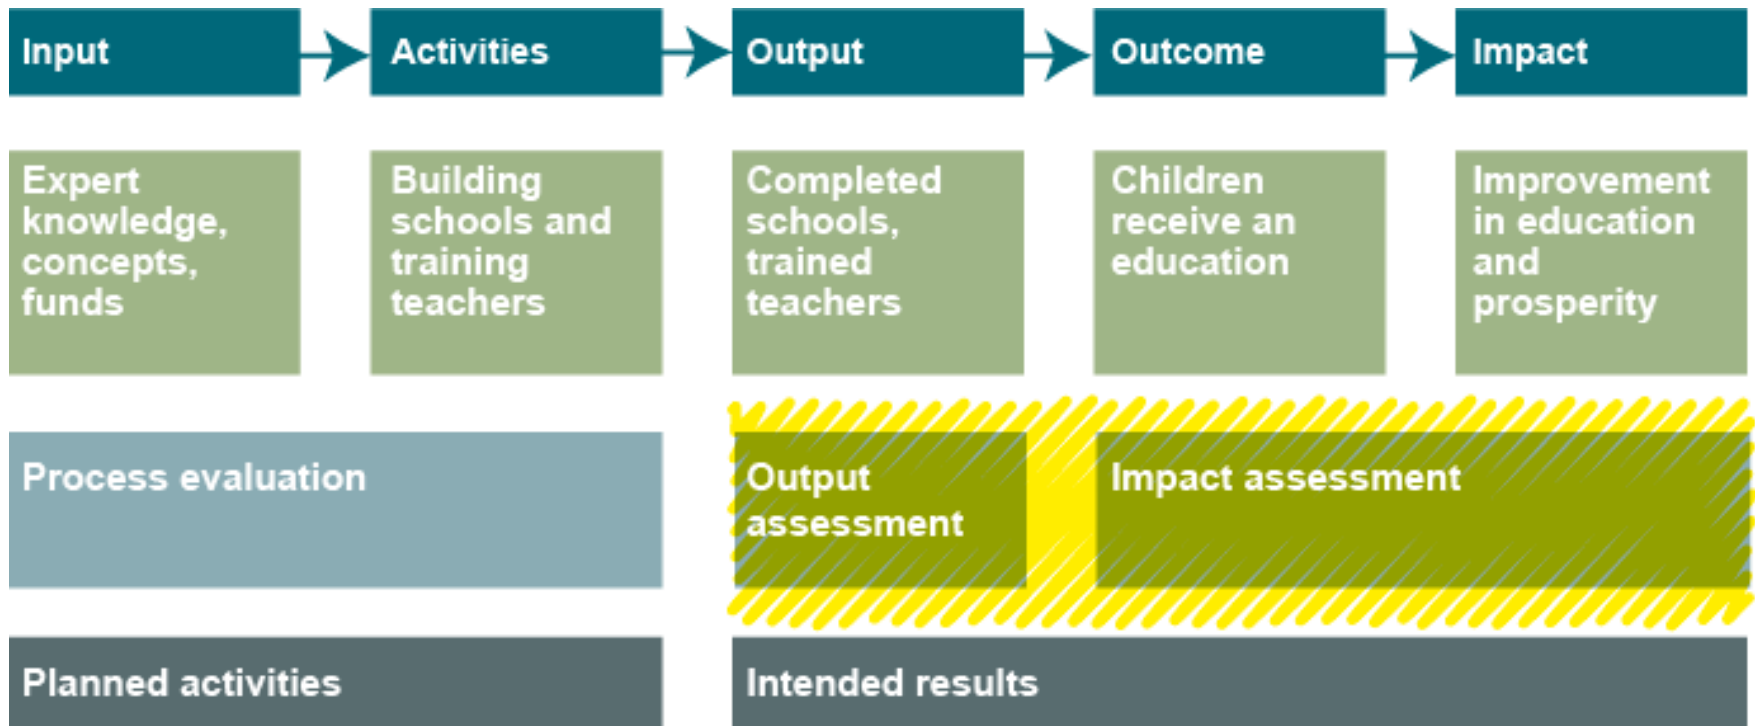 Input
Activities
Output
Outcome
Impact
Expert
knowledge,
concepts,
funds
Building
schools and
training
teachers
Completed
schools,
trained
teachers
Children
receive an
education
Improvement
in education
and
prosperity
Process evaluation
Output
assessment
Impact assessment
Planned activities
Intended results